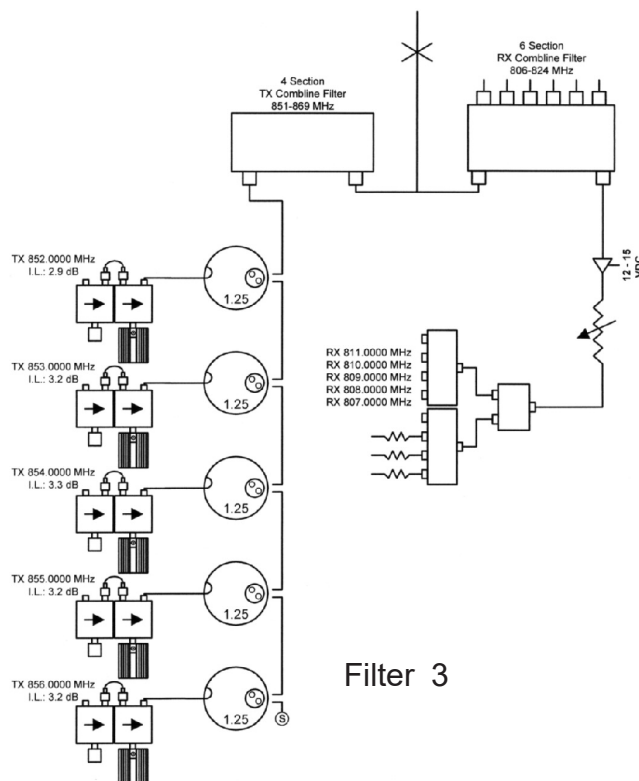 4 Section
TX Combline Filter
851-869 MHz
6 Section
RX Combline Filter
806-824 MHz
12 - 15
VDC
TX 852.0000 MHz
I.L.: 2.9 dB
1.25
TX 853.0000 MHz
I.L.: 3.2 dB
1.25
RX 811.0000 MHz
RX 810.0000 MHz
RX 809.0000 MHz
RX 808.0000 MHz
RX 807.0000 MHz
TX 854.0000 MHz
I.L.: 3.3 dB
1.25
TX 855.0000 MHz
I.L.: 3.2 dB
1.25
TX 856.0000 MHz
I.L.: 3.2 dB
1.25
S
Filter 3